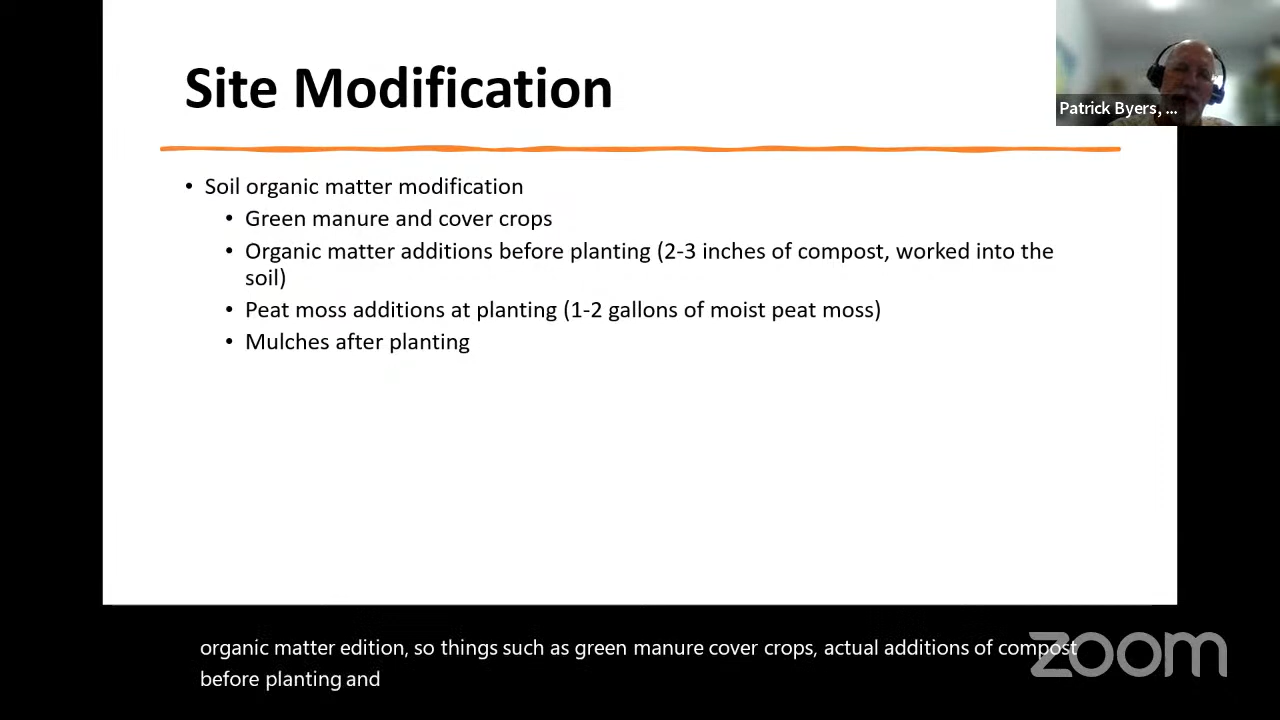 Site Modification
Patrick Byers, ...
• Soil organic matter modification
• Green manure and cover crops
• Organic matter additions before planting (2-3 inches of compost, worked into the
soil)
• Peat moss additions at planting (1-2 gallons of moist peat moss)
• Mulches after planting
organic matter edition, so things such as green manure cover crops, actual additions of compost
before planting and
zoom